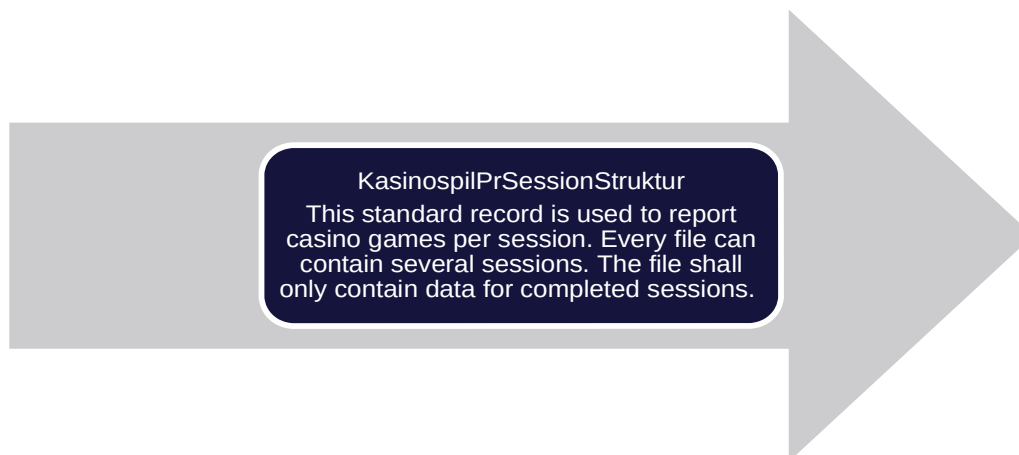 KasinospilPrSessionStruktur
This standard record is used to report
casino games per session. Every file can
contain several sessions. The file shall
only contain data for completed sessions.